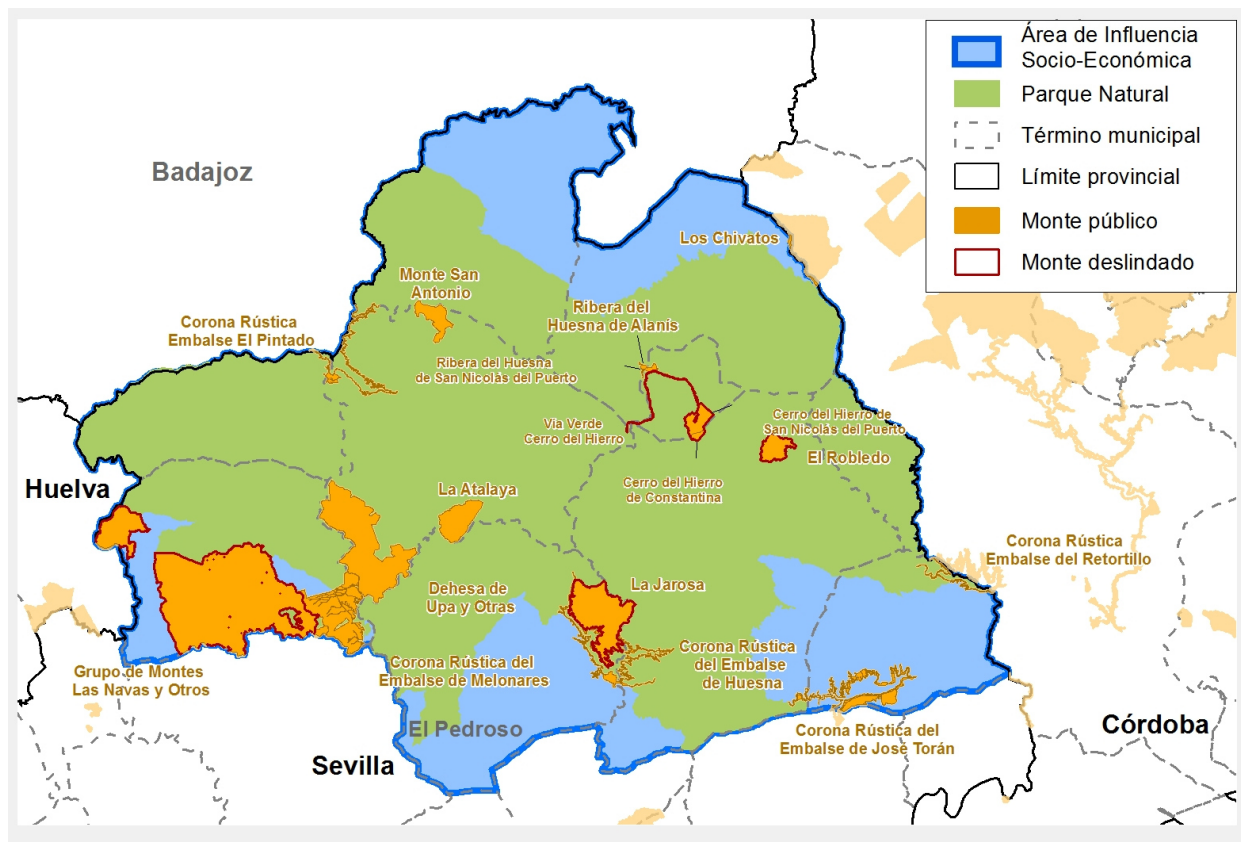 Área de Influencia
Socio-Económica
Parque Natural
Término municipal
Límite provincial
Monte público
Monte deslindado
Badajoz
Los Chivatos
Monte San
Antonio
Ribera del
Huesna de Alanís
Corona Rústica
Embalse El Pintado
Ribera del Huesna
de San Nicolás del Puerto
Vía Verde
Cerro del Hierro
Cerro del Hierro de
San Nicolás del Puerto
El Robledo
Cerro del Hierro
de Constantina
Huelva
La Atalaya
Corona Rústica
Embalse del Retortillo
Dehesa de
Upa y Otras
La Jarosa
Grupo de Montes
Las Navas y Otros
Corona Rústica del
Embalse de Melonares
Corona Rústica
del Embalse
de Huesna
El Pedroso
Sevilla
Corona Rústica del
Embalse de José Torán
Córdoba